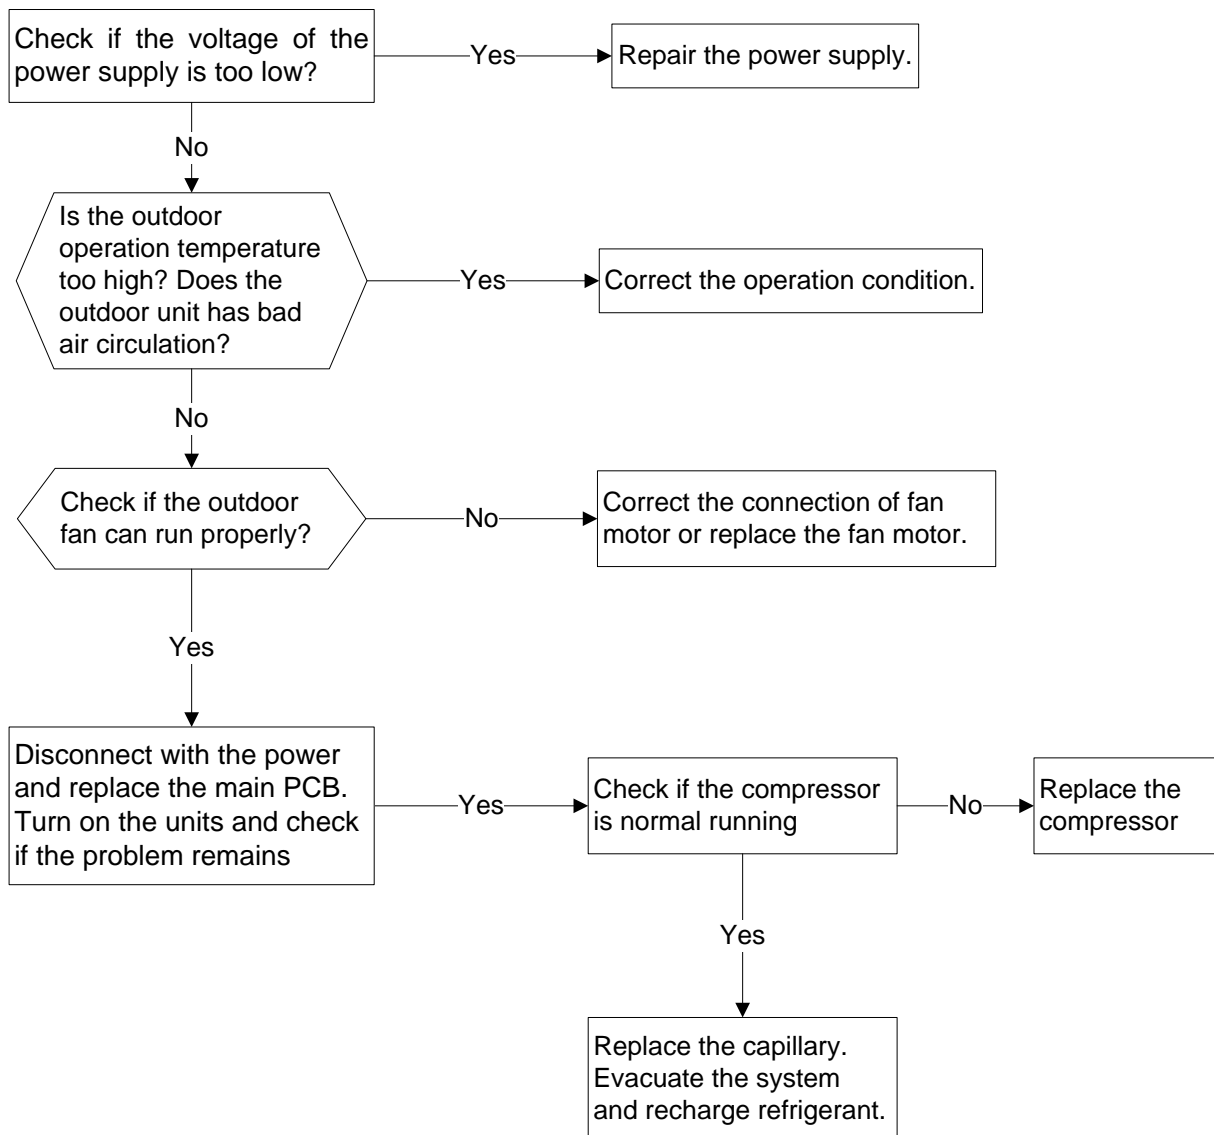 Check if the voltage of the
power supply is too low?
Yes
Repair the power supply.
No
Is the outdoor
operation temperature
too high? Does the
outdoor unit has bad
air circulation?
Yes
Correct the operation condition.
No
Check if the outdoor
fan can run properly?
No
Correct the connection of fan
motor or replace the fan motor.
Yes
Disconnect with the power
and replace the main PCB.
Turn on the units and check
if the problem remains
Yes
Check if the compressor
is normal running
No
Replace the
compressor
Yes
Replace the capillary.
Evacuate the system
and recharge refrigerant.